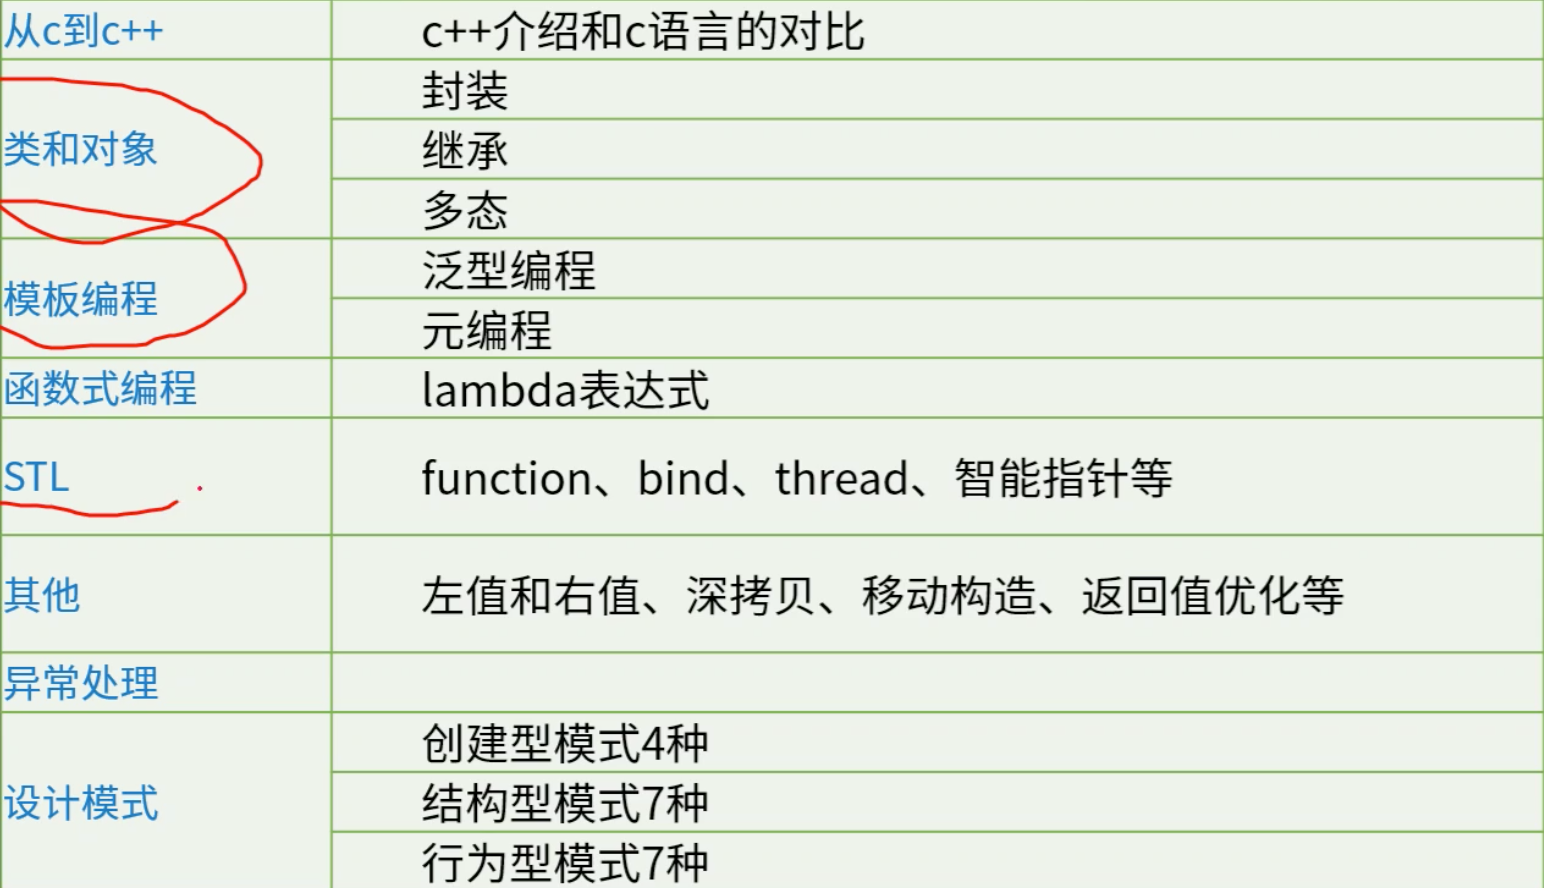 从c到c++ c++介绍和c语言的对比
类和对象 封装
继承
多态
模板编程 泛型编程
元编程
函数式编程 lambda表达式
STL function、bind、thread、智能指针等
其他 左值和右值、深拷贝、移动构造、返回值优化等
异常处理
设计模式 创建型模式4种
结构型模式7种
行为型模式7种